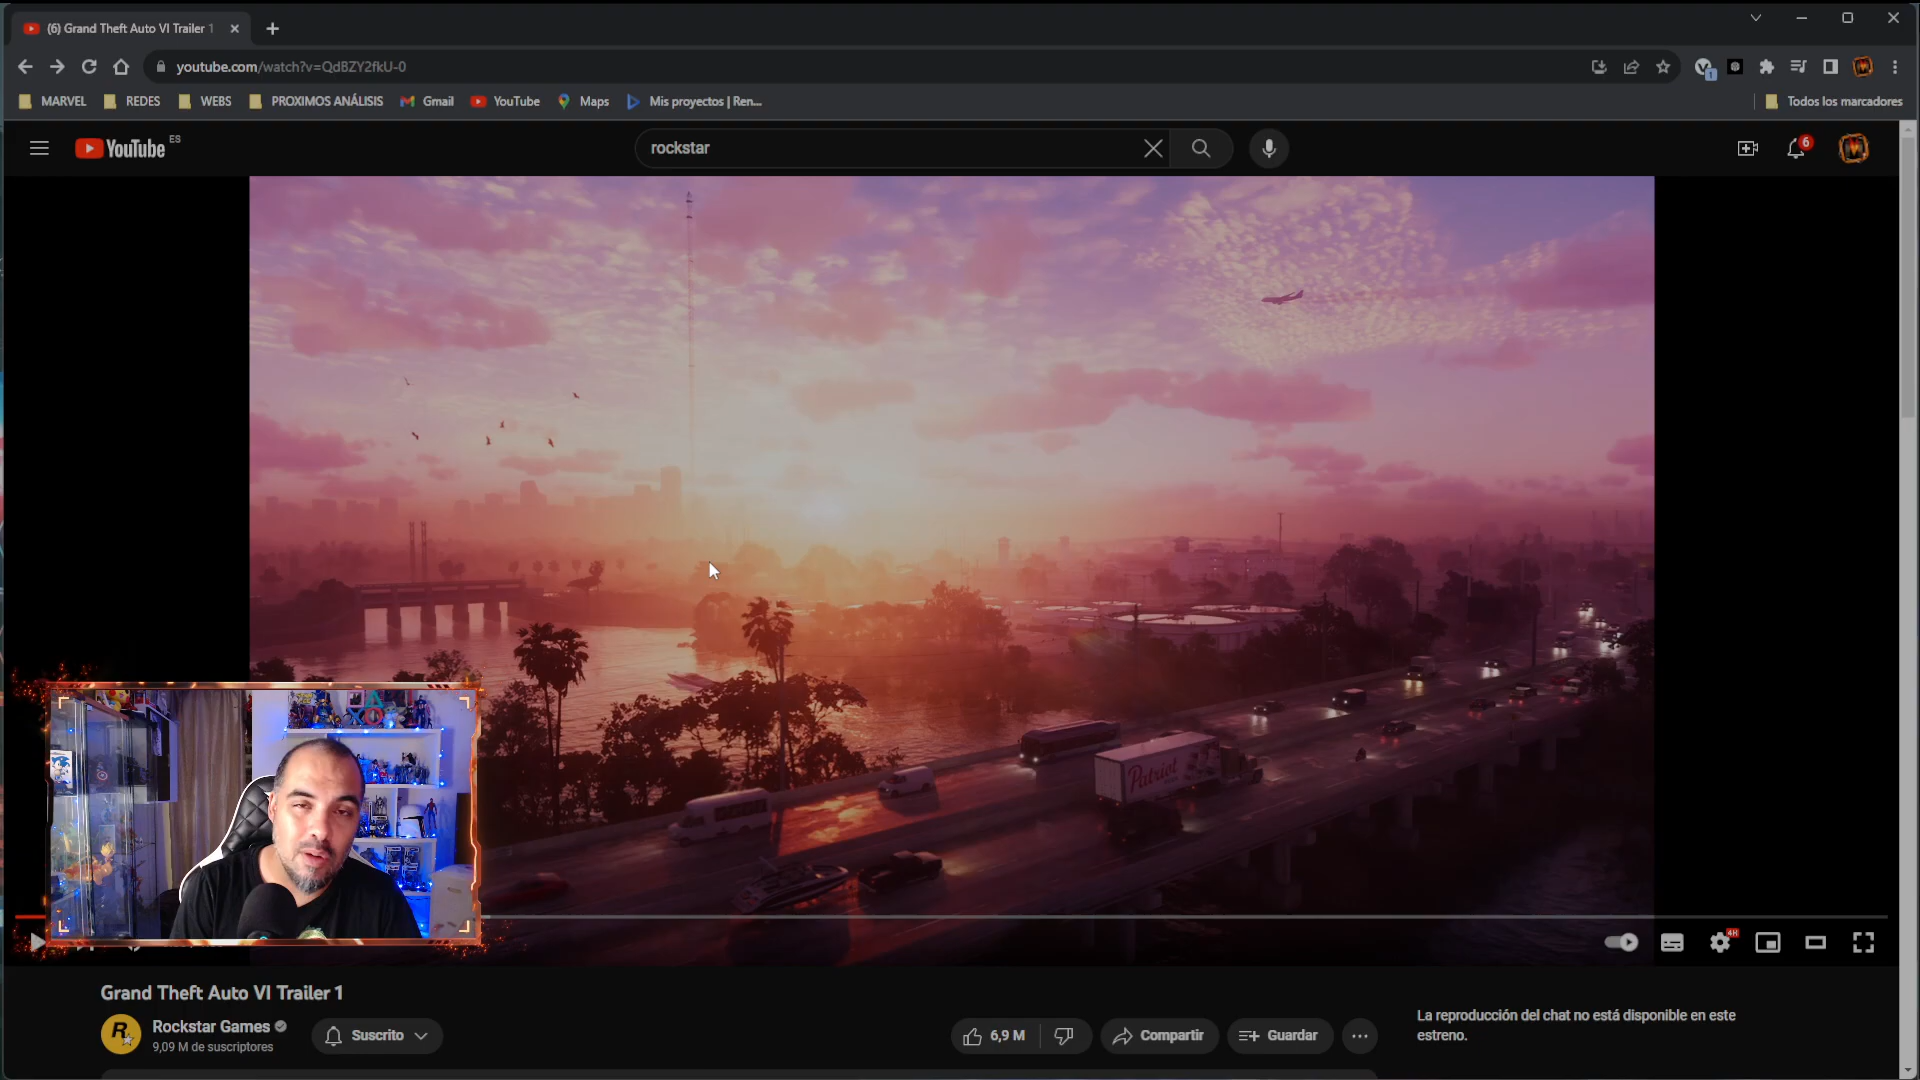 (6) Grand Theft Auto VI Trailer 1
youtube.com/watch?v=QdBZY2fkU-0
1
MARVEL
REDES
WEBS
PROXIMOS ANÁLISIS
Gmail
YouTube
Maps
Mis proyectos | Ren...
Todos los marcadores
YouTube ES
rockstar
6
Patriot
4K
Grand Theft Auto VI Trailer 1
Rockstar Games
9,09 M de suscriptores
Suscrito
6,9 M
Compartir
Guardar
La reproducción del chat no está disponible en este
estreno.